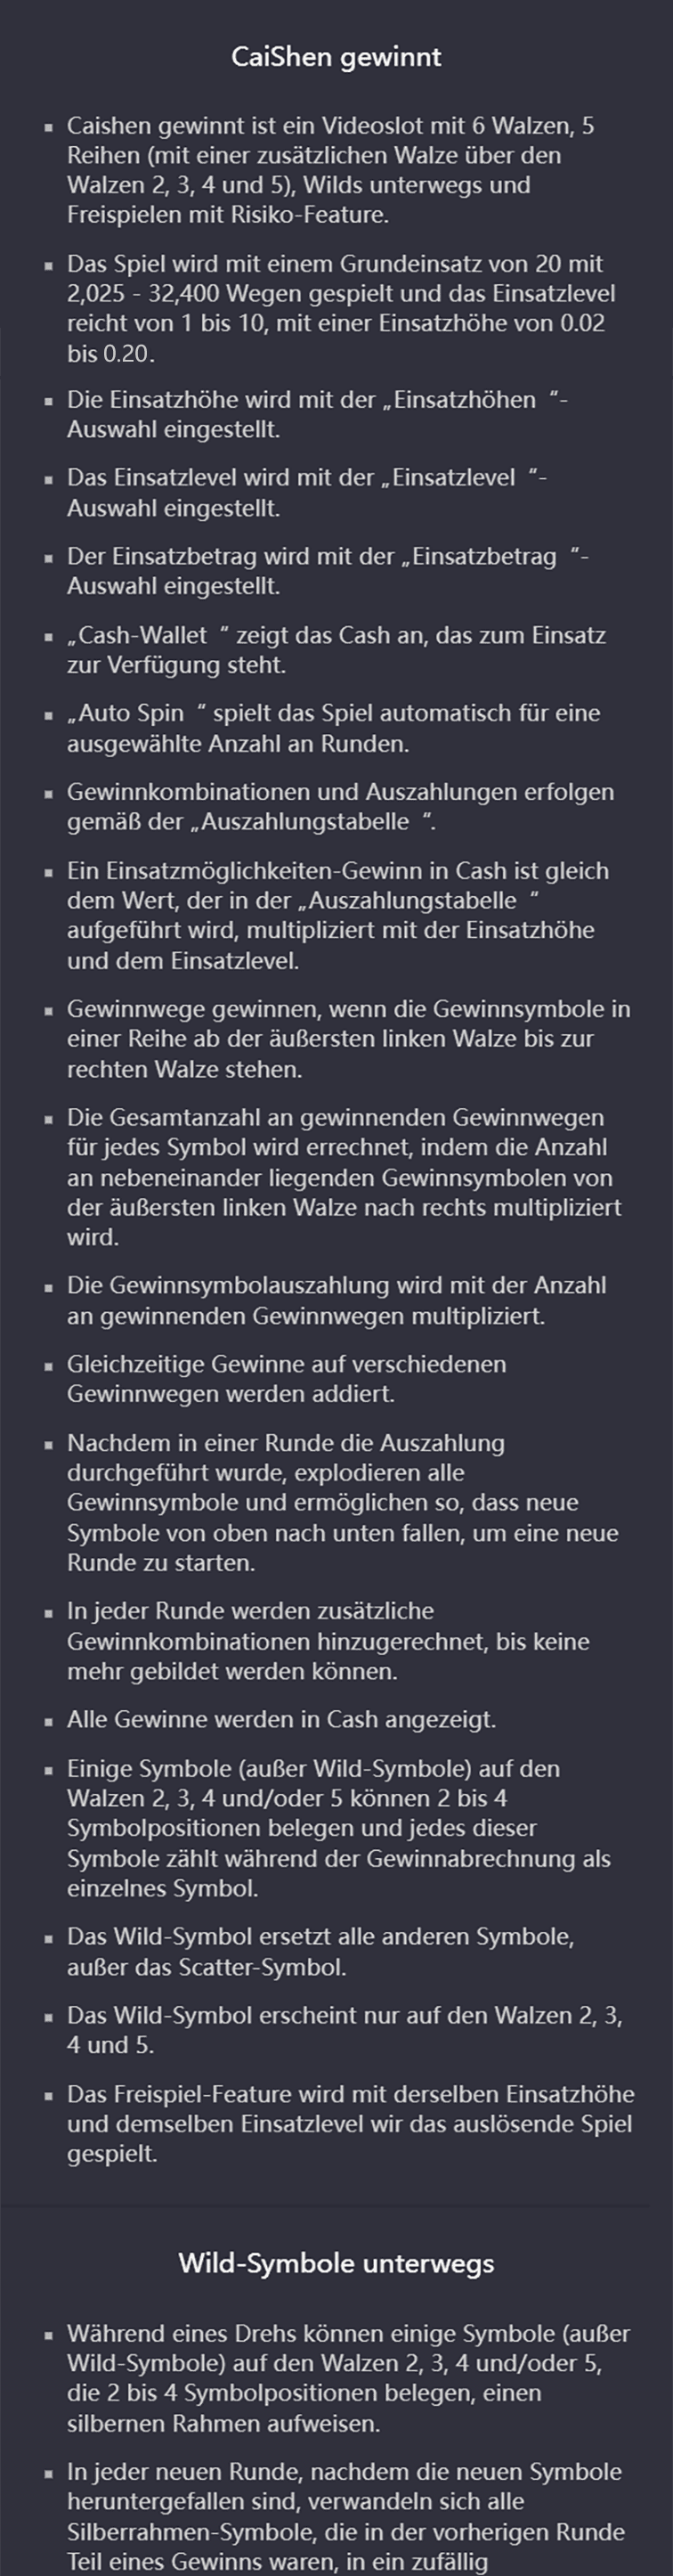 CaiShen gewinnt
▪ Caishen gewinnt ist ein Videoslot mit 6 Walzen, 5
Reihen (mit einer zusätzlichen Walze über den
Walzen 2, 3, 4 und 5), Wilds unterwegs und
Freispielen mit Risiko-Feature.
▪ Das Spiel wird mit einem Grundeinsatz von 20 mit
2,025 - 32,400 Wegen gespielt und das Einsatzlevel
reicht von 1 bis 10, mit einer Einsatzhöhe von 0.02
bis 0.20.
▪ Die Einsatzhöhe wird mit der „Einsatzhöhen “-
Auswahl eingestellt.
▪ Das Einsatzlevel wird mit der „Einsatzlevel “-
Auswahl eingestellt.
▪ Der Einsatzbetrag wird mit der „Einsatzbetrag “-
Auswahl eingestellt.
▪ „Cash-Wallet “ zeigt das Cash an, das zum Einsatz
zur Verfügung steht.
▪ „Auto Spin “ spielt das Spiel automatisch für eine
ausgewählte Anzahl an Runden.
▪ Gewinnkombinationen und Auszahlungen erfolgen
gemäß der „Auszahlungstabelle “.
▪ Ein Einsatzmöglichkeiten-Gewinn in Cash ist gleich
dem Wert, der in der „Auszahlungstabelle “
aufgeführt wird, multipliziert mit der Einsatzhöhe
und dem Einsatzlevel.
▪ Gewinnwege gewinnen, wenn die Gewinnsymbole in
einer Reihe ab der äußersten linken Walze bis zur
rechten Walze stehen.
▪ Die Gesamtanzahl an gewinnenden Gewinnwegen
für jedes Symbol wird errechnet, indem die Anzahl
an nebeneinander liegenden Gewinnsymbolen von
der äußersten linken Walze nach rechts multipliziert
wird.
▪ Die Gewinnsymbolauszahlung wird mit der Anzahl
an gewinnenden Gewinnwegen multipliziert.
▪ Gleichzeitige Gewinne auf verschiedenen
Gewinnwegen werden addiert.
▪ Nachdem in einer Runde die Auszahlung
durchgeführt wurde, explodieren alle
Gewinnsymbole und ermöglichen so, dass neue
Symbole von oben nach unten fallen, um eine neue
Runde zu starten.
▪ In jeder Runde werden zusätzliche
Gewinnkombinationen hinzugerechnet, bis keine
mehr gebildet werden können.
▪ Alle Gewinne werden in Cash angezeigt.
▪ Einige Symbole (außer Wild-Symbole) auf den
Walzen 2, 3, 4 und/oder 5 können 2 bis 4
Symbolpositionen belegen und jedes dieser
Symbole zählt während der Gewinnabrechnung als
einzelnes Symbol.
▪ Das Wild-Symbol ersetzt alle anderen Symbole,
außer das Scatter-Symbol.
▪ Das Wild-Symbol erscheint nur auf den Walzen 2, 3,
4 und 5.
▪ Das Freispiel-Feature wird mit derselben Einsatzhöhe
und demselben Einsatzlevel wir das auslösende Spiel
gespielt.
Wild-Symbole unterwegs
▪ Während eines Drehs können einige Symbole (außer
Wild-Symbole) auf den Walzen 2, 3, 4 und/oder 5,
die 2 bis 4 Symbolpositionen belegen, einen
silbernen Rahmen aufweisen.
▪ In jeder neuen Runde, nachdem die neuen Symbole
heruntergefallen sind, verwandeln sich alle
Silberrahmen-Symbole, die in der vorherigen Runde
Teil eines Gewinns waren, in ein zufällig